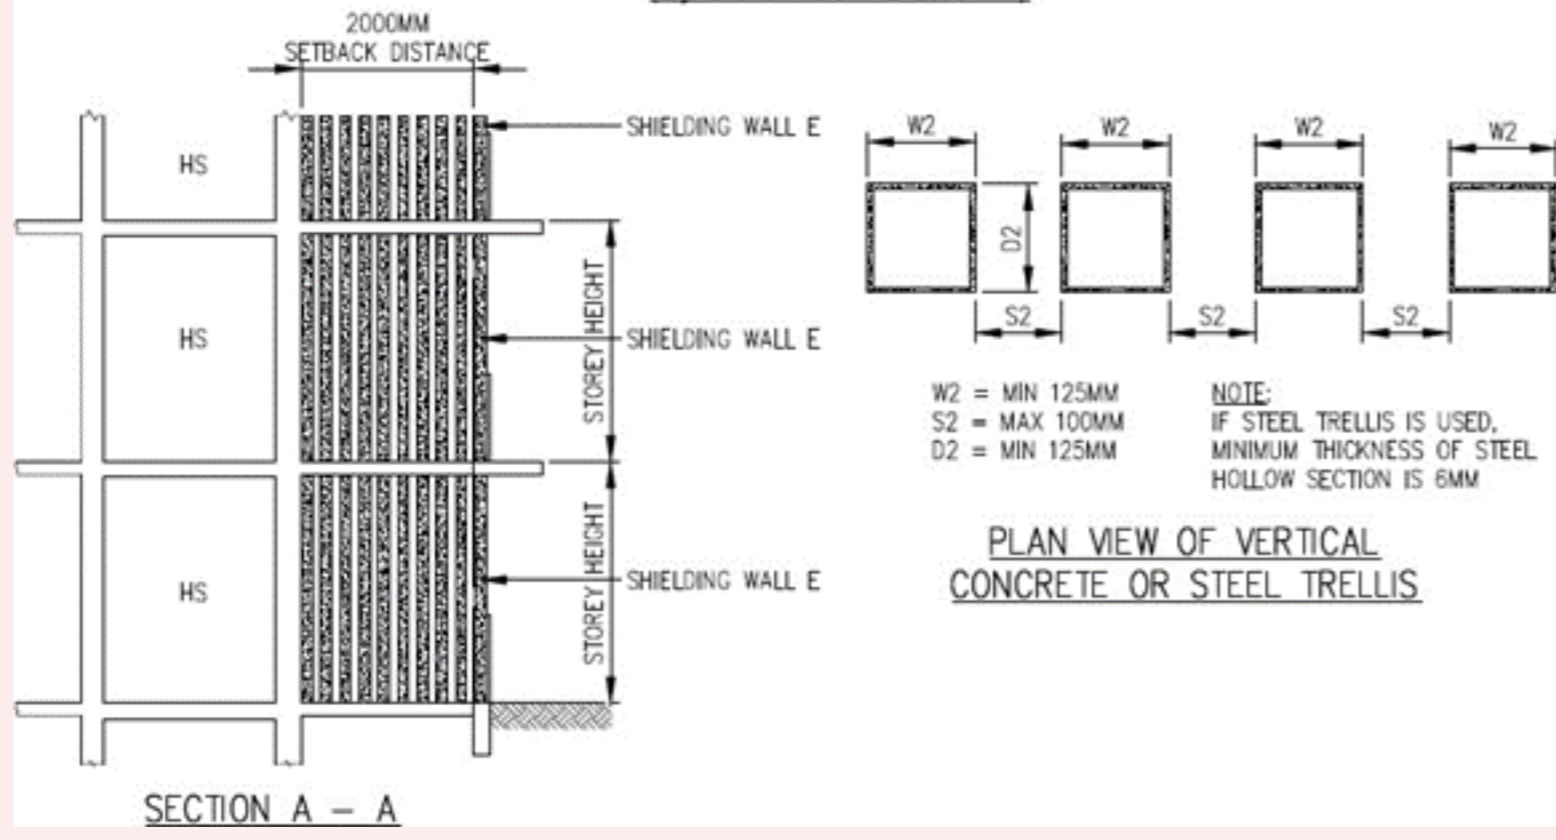 2000MM
SETBACK DISTANCE
SHIELDING WALL E
HS
STOREY HEIGHT
HS
SHIELDING WALL E
STOREY HEIGHT
HS
SHIELDING WALL E
SECTION A – A
W2
W2
W2
W2
D2
S2
S2
S2
W2 = MIN 125MM
S2 = MAX 100MM
D2 = MIN 125MM
NOTE:
IF STEEL TRELLIS IS USED,
MINIMUM THICKNESS OF STEEL
HOLLOW SECTION IS 6MM
PLAN VIEW OF VERTICAL
CONCRETE OR STEEL TRELLIS